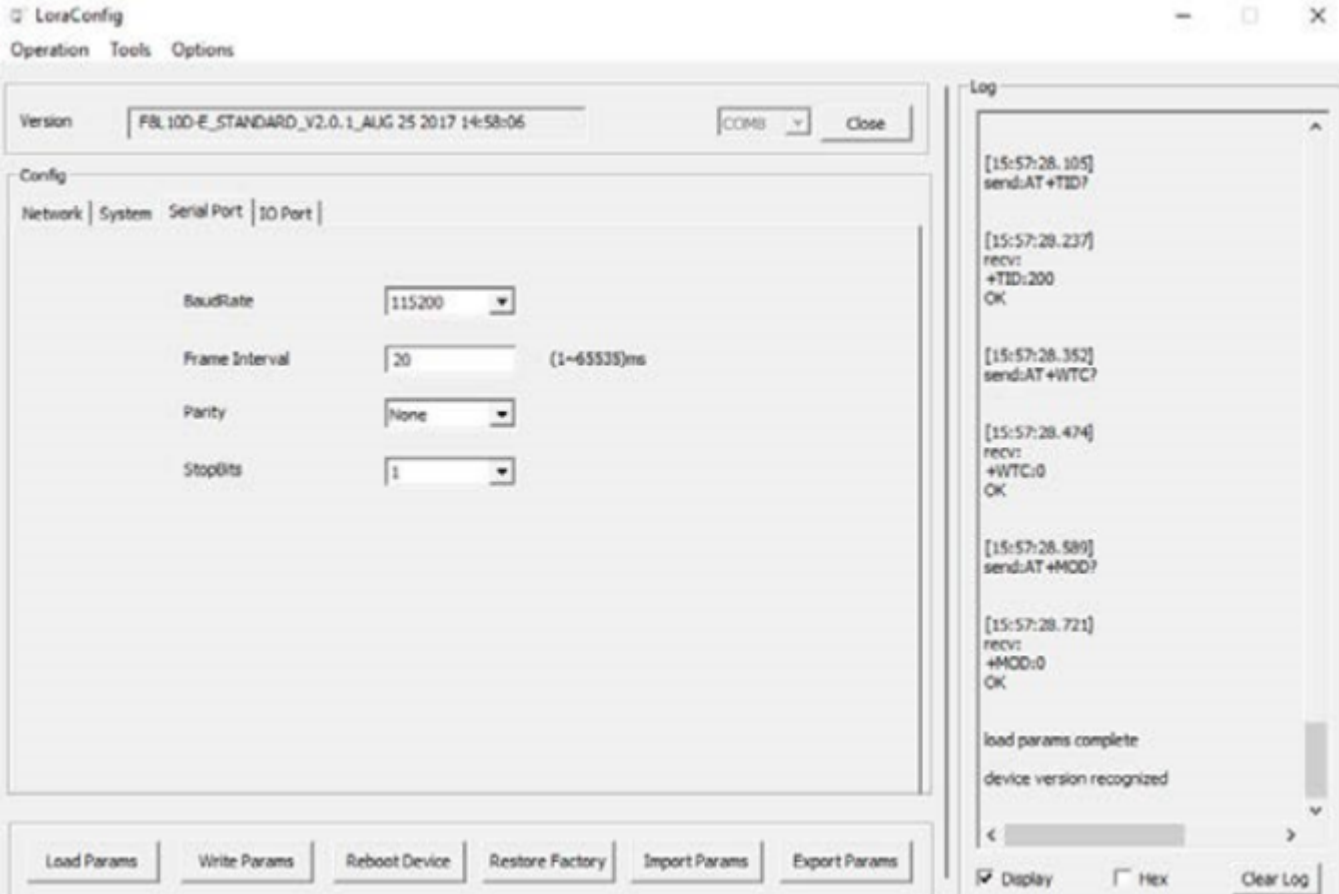 LoraConfig
Operation Tools Options
Version F8L10D-E_STANDARD_V2.0.1_AUG 25 2017 14:58:06 COM8 Close
Config
Network System Serial Port IO Port
BaudRate 115200
Frame Interval 20 (1~65535)ms
Parity None
StopBits 1
Load Params Write Params Reboot Device Restore Factory Import Params Export Params
Log
[15:57:28.105]
send:AT+TID?
[15:57:28.237]
recv:
+TID:200
OK
[15:57:28.352]
send:AT+WTC?
[15:57:28.474]
recv:
+WTC:0
OK
[15:57:28.589]
send:AT+MOD?
[15:57:28.721]
recv:
+MOD:0
OK
load params complete
device version recognized
Display Hex Clear Log